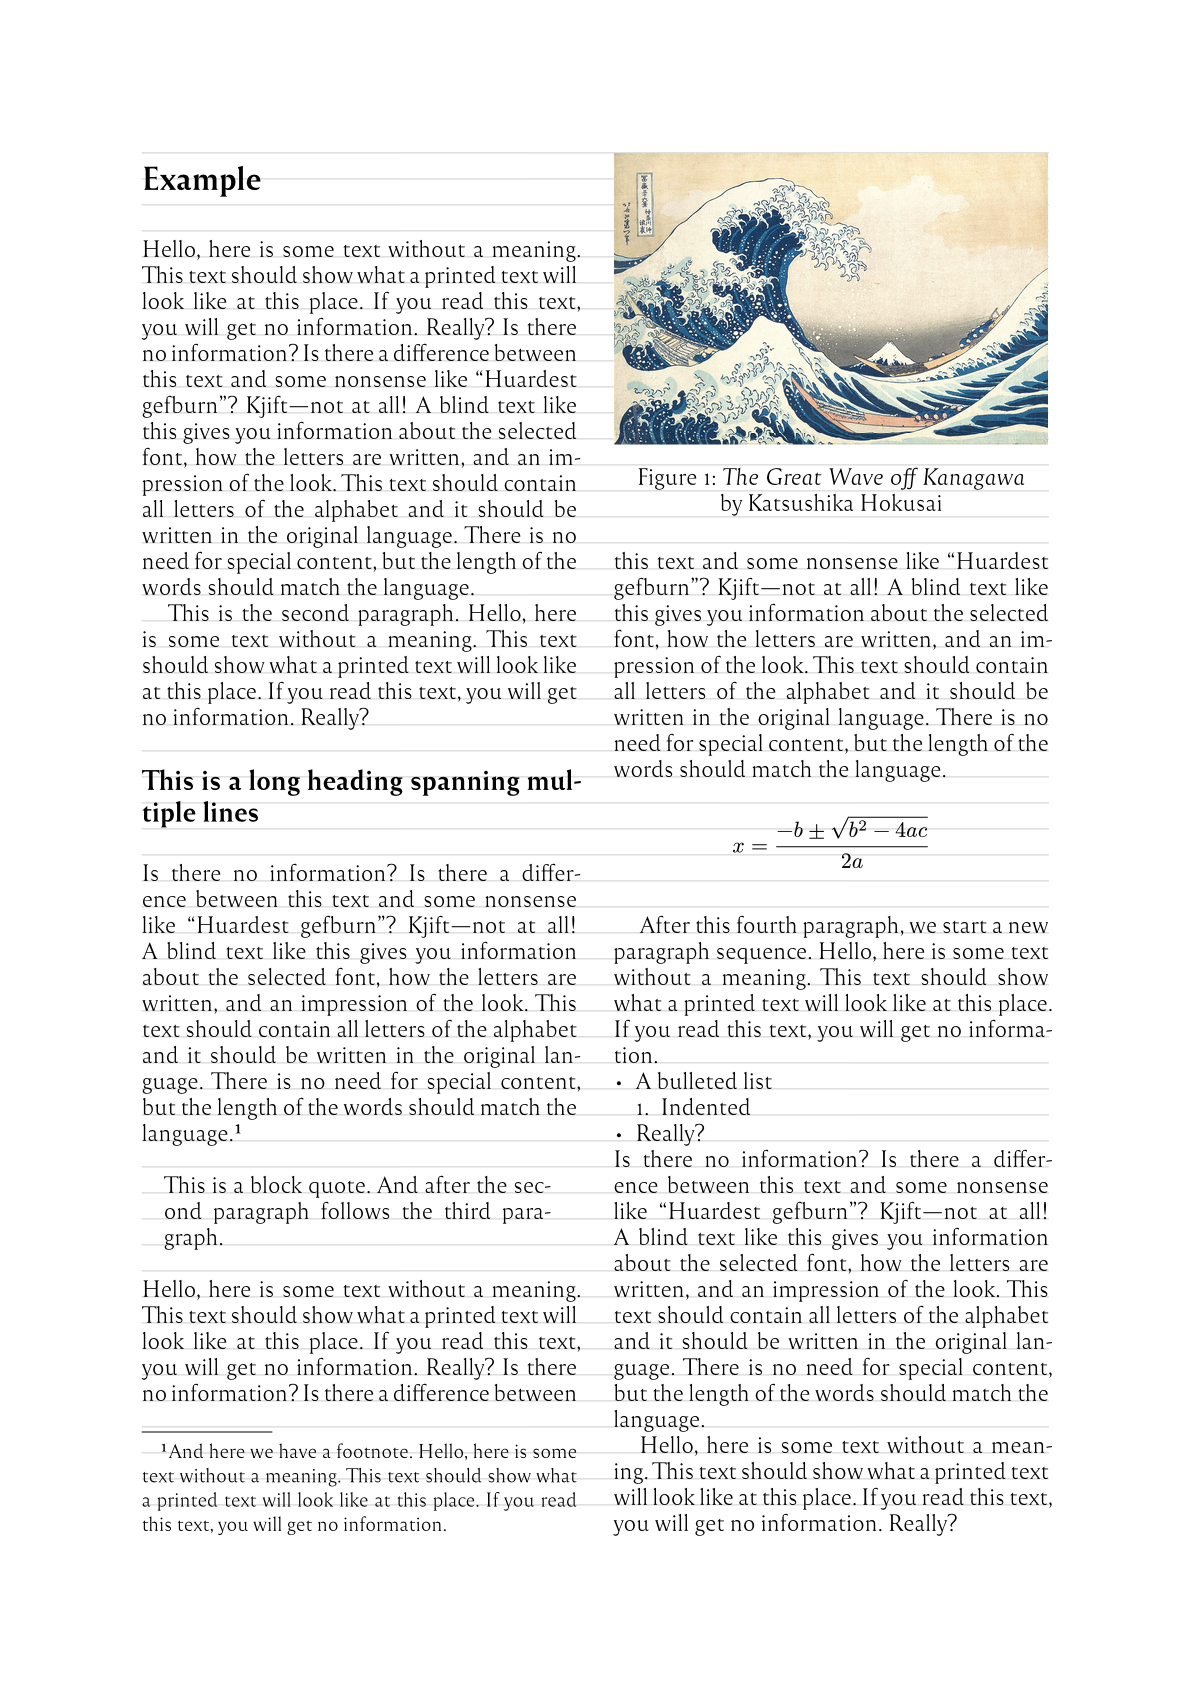 Example
Hello, here is some text without a meaning.
This text should show what a printed text will
look like at this place. If you read this text,
you will get no information. Really? Is there
no information? Is there a difference between
this text and some nonsense like “Huardest
gefburn”? Kjift—not at all! A blind text like
this gives you information about the selected
font, how the letters are written, and an im-
pression of the look. This text should contain
all letters of the alphabet and it should be
written in the original language. There is no
need for special content, but the length of the
words should match the language.
This is the second paragraph. Hello, here
is some text without a meaning. This text
should show what a printed text will look like
at this place. If you read this text, you will get
no information. Really?
This is a long heading spanning mul-
tiple lines
Is there no information? Is there a differ-
ence between this text and some nonsense
like “Huardest gefburn”? Kjift—not at all!
A blind text like this gives you information
about the selected font, how the letters are
written, and an impression of the look. This
text should contain all letters of the alphabet
and it should be written in the original lan-
guage. There is no need for special content,
but the length of the words should match the
language.¹
This is a block quote. And after the sec-
ond paragraph follows the third para-
graph.
Hello, here is some text without a meaning.
This text should show what a printed text will
look like at this place. If you read this text,
you will get no information. Really? Is there
no information? Is there a difference between
¹And here we have a footnote. Hello, here is some
text without a meaning. This text should show what
a printed text will look like at this place. If you read
this text, you will get no information.
Figure 1: The Great Wave off Kanagawa
by Katsushika Hokusai
this text and some nonsense like “Huardest
gefburn”? Kjift—not at all! A blind text like
this gives you information about the selected
font, how the letters are written, and an im-
pression of the look. This text should contain
all letters of the alphabet and it should be
written in the original language. There is no
need for special content, but the length of the
words should match the language.
x = (−b ± √(b² − 4ac)) / 2a
After this fourth paragraph, we start a new
paragraph sequence. Hello, here is some text
without a meaning. This text should show
what a printed text will look like at this place.
If you read this text, you will get no informa-
tion.
• A bulleted list
1. Indented
• Really?
Is there no information? Is there a differ-
ence between this text and some nonsense
like “Huardest gefburn”? Kjift—not at all!
A blind text like this gives you information
about the selected font, how the letters are
written, and an impression of the look. This
text should contain all letters of the alphabet
and it should be written in the original lan-
guage. There is no need for special content,
but the length of the words should match the
language.
Hello, here is some text without a mean-
ing. This text should show what a printed text
will look like at this place. If you read this text,
you will get no information. Really?